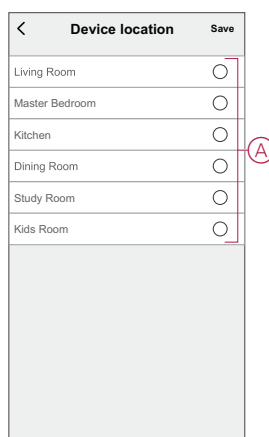 Device location Save
Living Room
Master Bedroom
Kitchen
A
Dining Room
Study Room
Kids Room